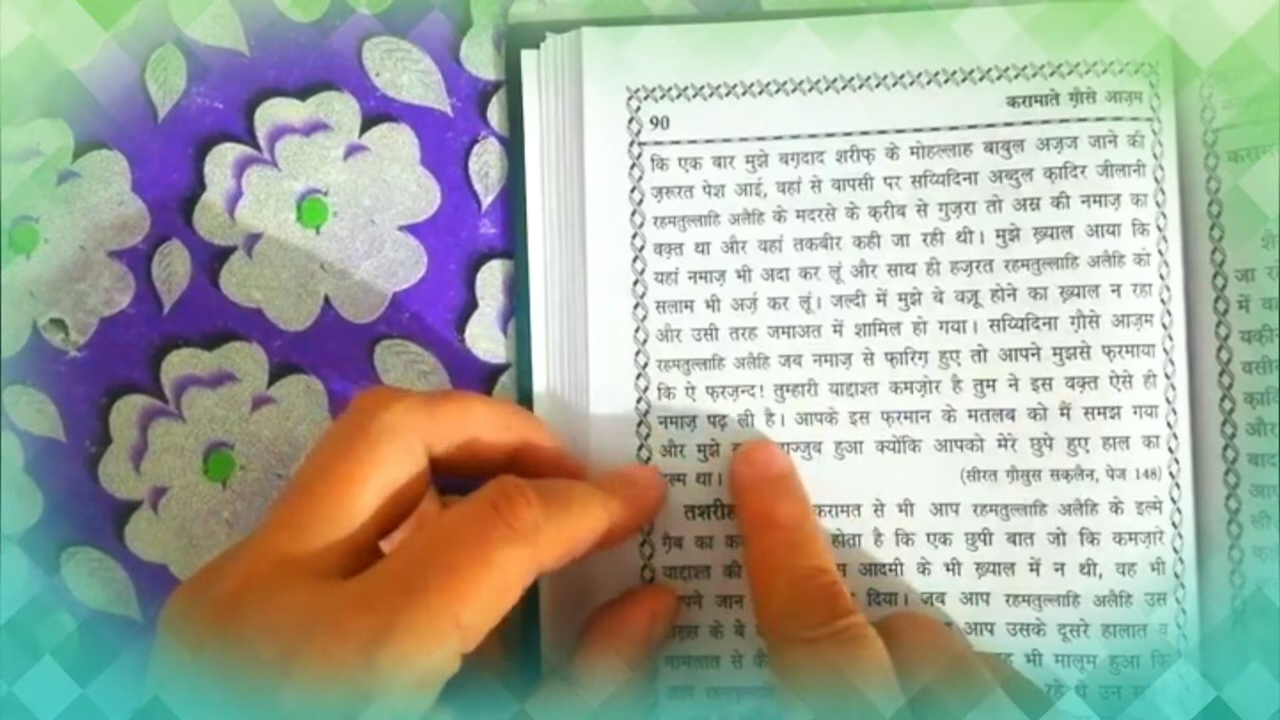 करामाते ग़ौसे आज़म
90
कि एक बार मुझे बग़दाद शरीफ़ के मोहल्लाह बाबुल अज़ज जाने की
ज़रूरत पेश आई, वहां से वापसी पर सय्यिदिना अब्दुल क़ादिर जीलानी
रहमतुल्लाहि अलैहि के मदरसे के क़रीब से गुज़रा तो अस्र की नमाज़ का
वक़्त था और वहां तकबीर कही जा रही थी। मुझे ख़्याल आया कि
यहां नमाज़ भी अदा कर लूं और साथ ही हज़रत रहमतुल्लाहि अलैहि को
सलाम भी अर्ज़ कर लूं। जल्दी में मुझे बे वज़ू होने का ख़्याल न रहा
और उसी तरह जमाअत में शामिल हो गया। सय्यिदिना ग़ौसे आज़म
रहमतुल्लाहि अलैहि जब नमाज़ से फ़ारिग़ हुए तो आपने मुझसे फ़रमाया
कि ऐ फ़रज़न्द! तुम्हारी याद्दाश्त कमज़ोर है तुम ने इस वक़्त ऐसे ही
नमाज़ पढ़ ली है। आपके इस फ़रमान के मतलब को मैं समझ गया
और मुझे हुआ क्योंकि आपको मेरे छुपे हुए हाल का
था।
(सीरत ग़ौसुस सक़लैन, पेज 148)
करामत से भी आप रहमतुल्लाहि अलैहि के इल्मे
ग़ैब का होता है कि एक छुपी बात जो कि कमज़ारे
याद्दाश्त की आदमी के भी ख़्याल में न थी, वह भी
जान दिया। जब आप रहमतुल्लाहि अलैहि उस
के बे आप उसके दूसरे हालात व
से भी मालूम हुआ कि
रहे थे उन